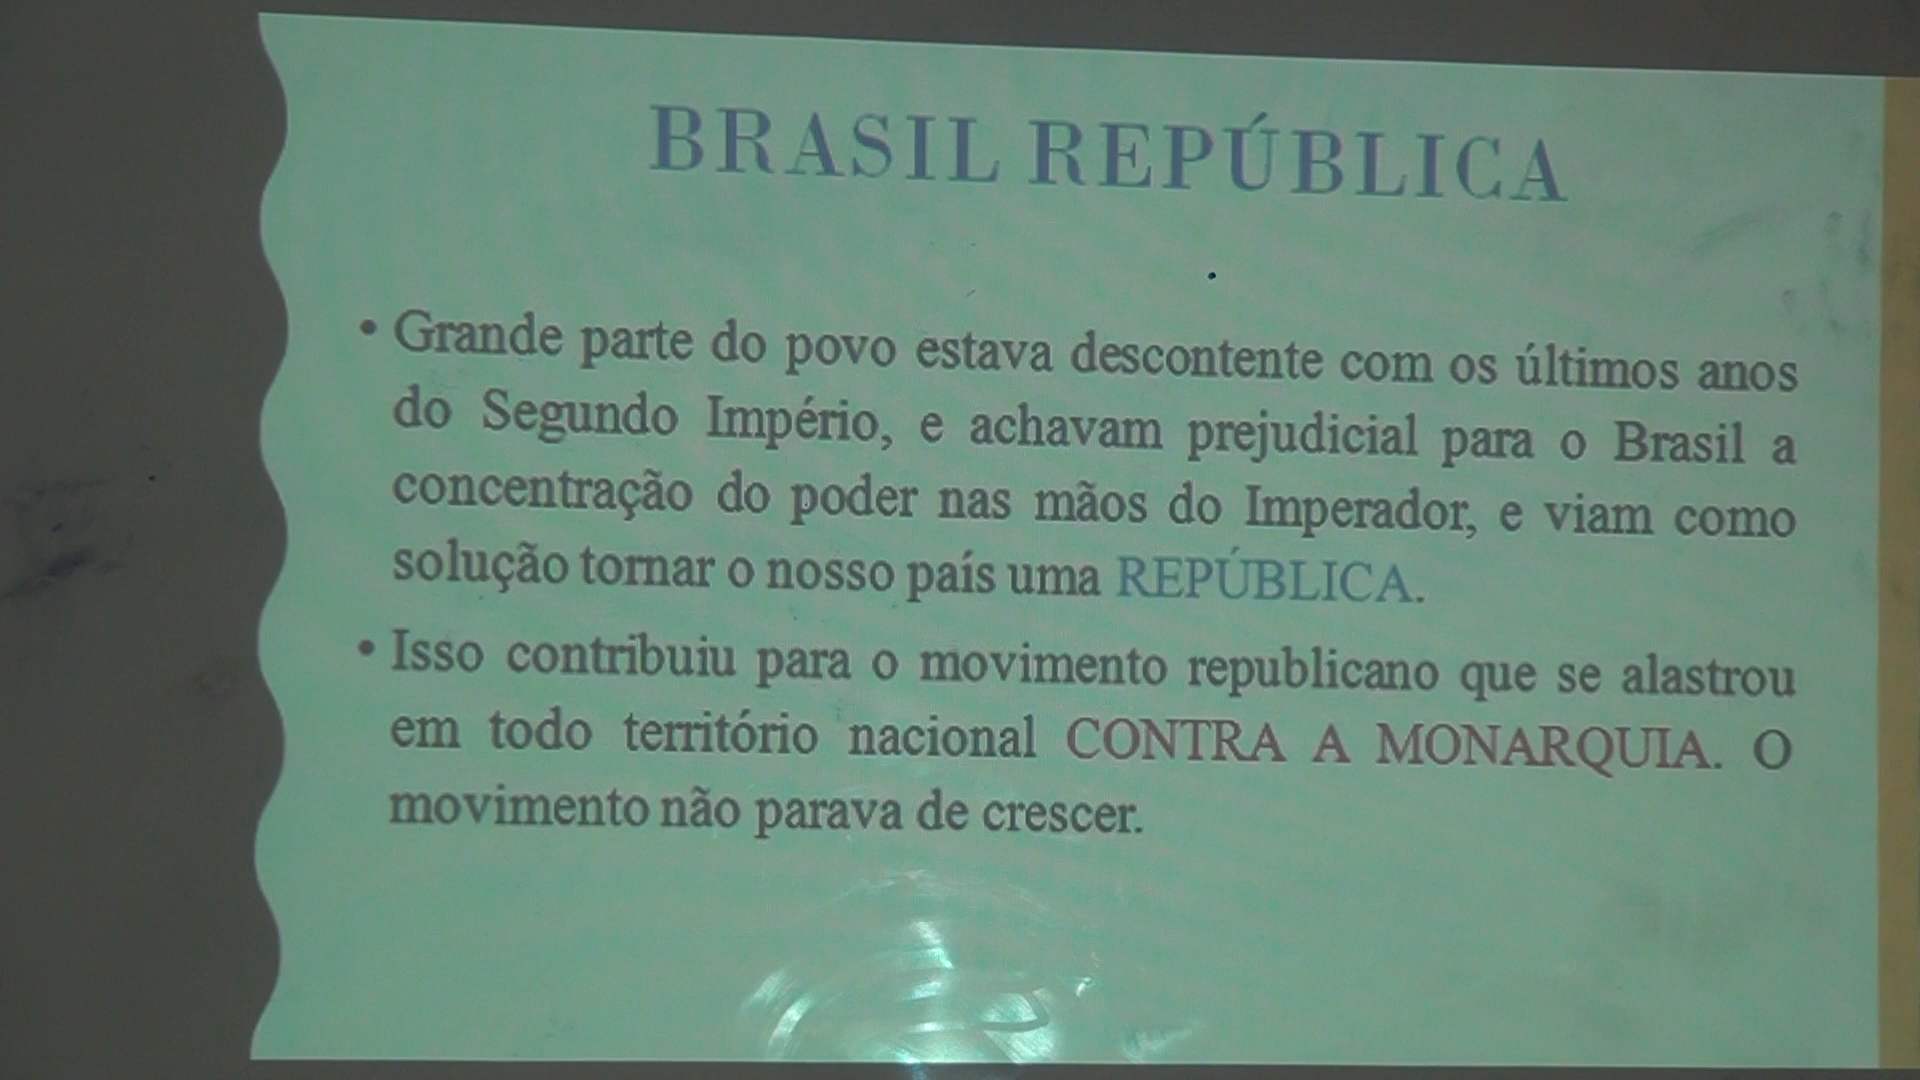 BRASIL REPÚBLICA
• Grande parte do povo estava descontente com os últimos anos
do Segundo Império, e achavam prejudicial para o Brasil a
concentração do poder nas mãos do Imperador, e viam como
solução tornar o nosso país uma REPÚBLICA.
• Isso contribuiu para o movimento republicano que se alastrou
em todo território nacional CONTRA A MONARQUIA. O
movimento não parava de crescer.